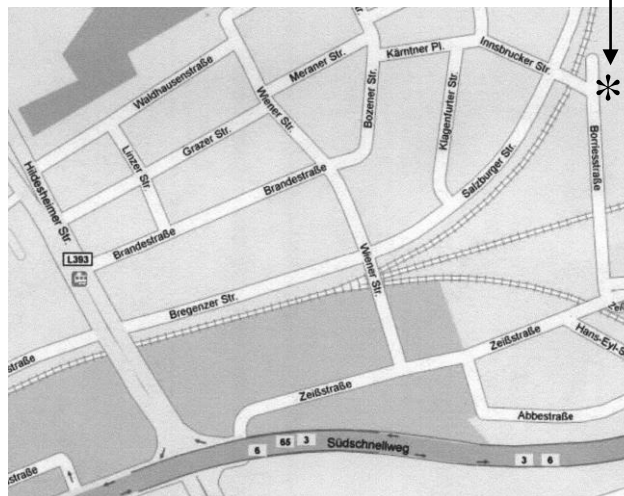 Waldhausenstraße
Hildesheimer Str.
Linzer Str.
Grazer Str.
Meraner Str.
Wiener Str.
Bozener Str.
Kärntner Pl.
Klagenfurter Str.
Innsbrucker Str.
Borriesstraße
Salzburger Str.
Brandestraße
Brandestraße
L393
Wiener Str.
Bregenzer Str.
straße
Zeißstraße
Zeißstraße
Zeiß
Hans-Eyl-S
Abbestraße
Südschnellweg
6
65
3
3
6
straße